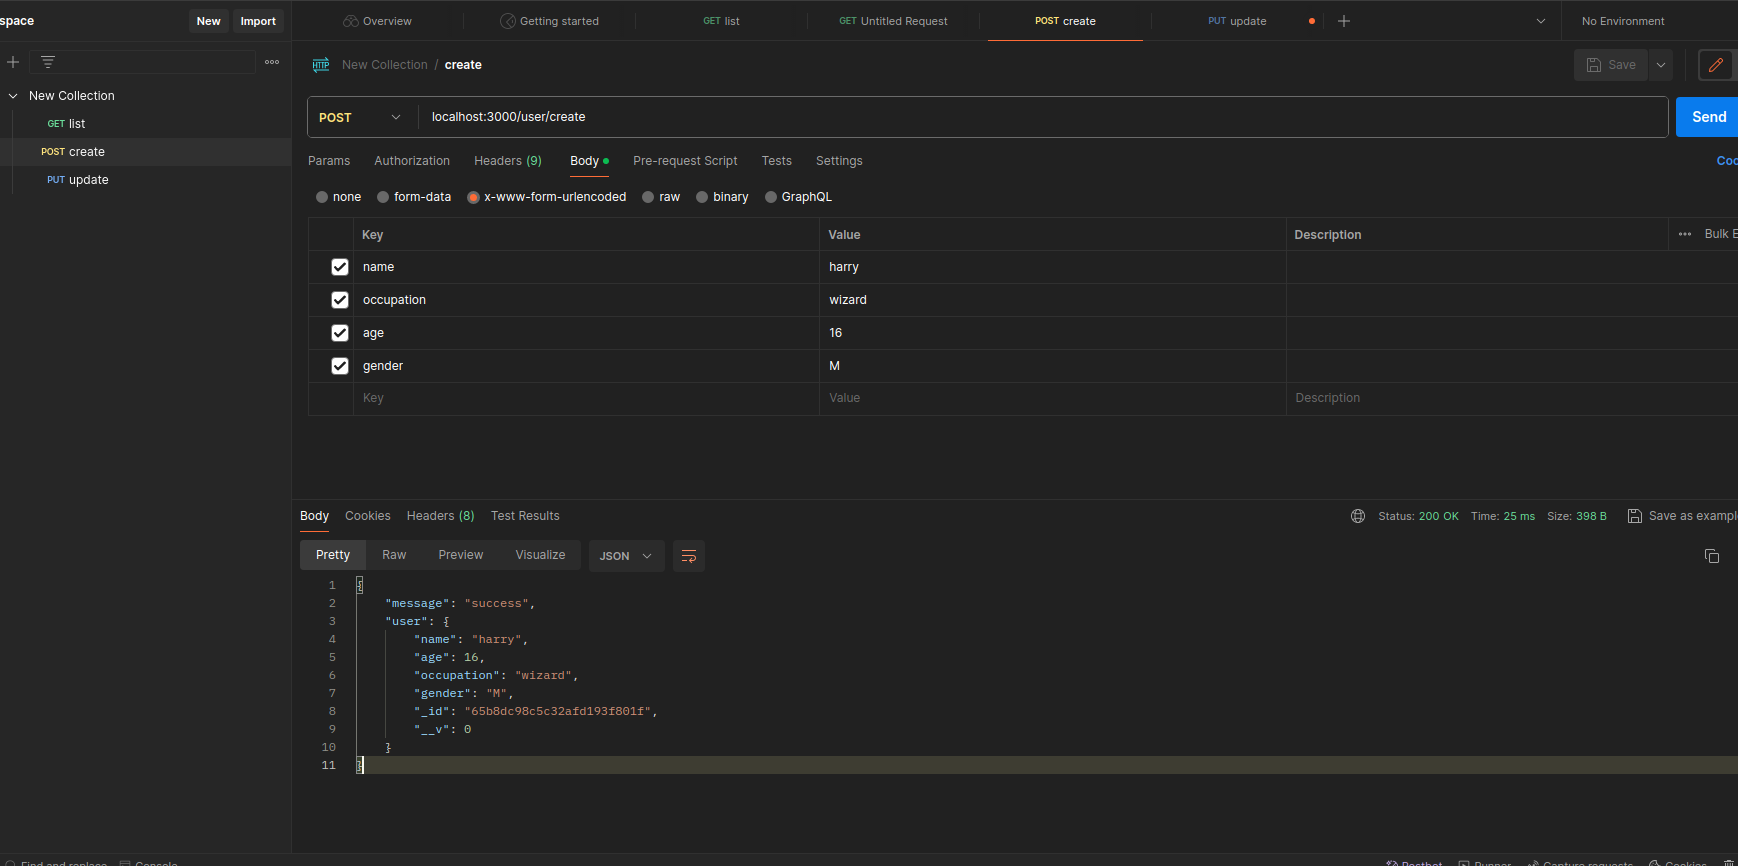 space New Import
Overview Getting started GET list GET Untitled Request POST create PUT update No Environment
HTTP New Collection / create Save
New Collection
GET list
POST create
PUT update
POST localhost:3000/user/create Send
Params Authorization Headers (9) Body Pre-request Script Tests Settings
none form-data x-www-form-urlencoded raw binary GraphQL
Key Value Description Bulk E
name harry
occupation wizard
age 16
gender M
Key Value Description
Body Cookies Headers (8) Test Results Status: 200 OK Time: 25 ms Size: 398 B Save as exampl
Pretty Raw Preview Visualize JSON
1 {
2 "message": "success",
3 "user": {
4 "name": "harry",
5 "age": 16,
6 "occupation": "wizard",
7 "gender": "M",
8 "_id": "65b8dc98c5c32afd193f801f",
9 "__v": 0
10 }
11 }
Find and replace Console Postbot Runner Capture requests Cookies